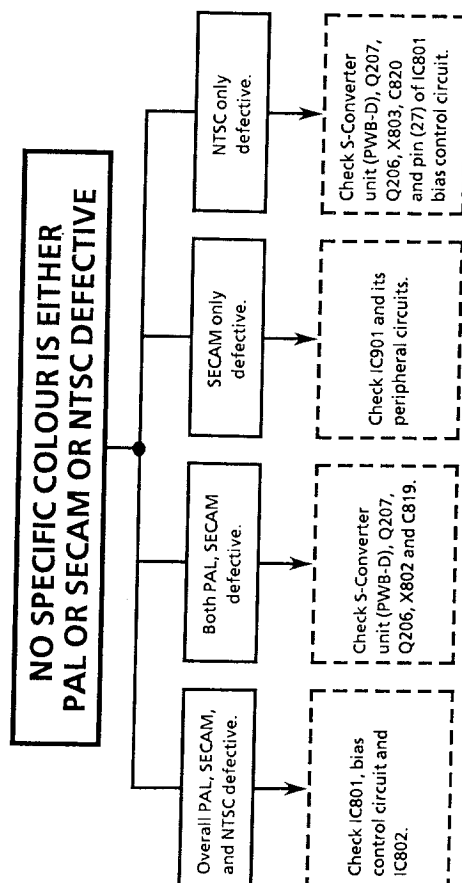 NO SPECIFIC COLOUR IS EITHER
PAL OR SECAM OR NTSC DEFECTIVE
Overall PAL, SECAM,
and NTSC defective.
Both PAL, SECAM
defective.
SECAM only
defective.
NTSC only
defective.
Check IC801, bias
control circuit and
IC802.
Check S-Converter
unit (PWB-D), Q207,
Q206, X802 and C819.
Check IC901 and its
peripheral circuits.
Check S-Converter
unit (PWB-D), Q207,
Q206, X803, C820
and pin (27) of IC801
bias control circuit.